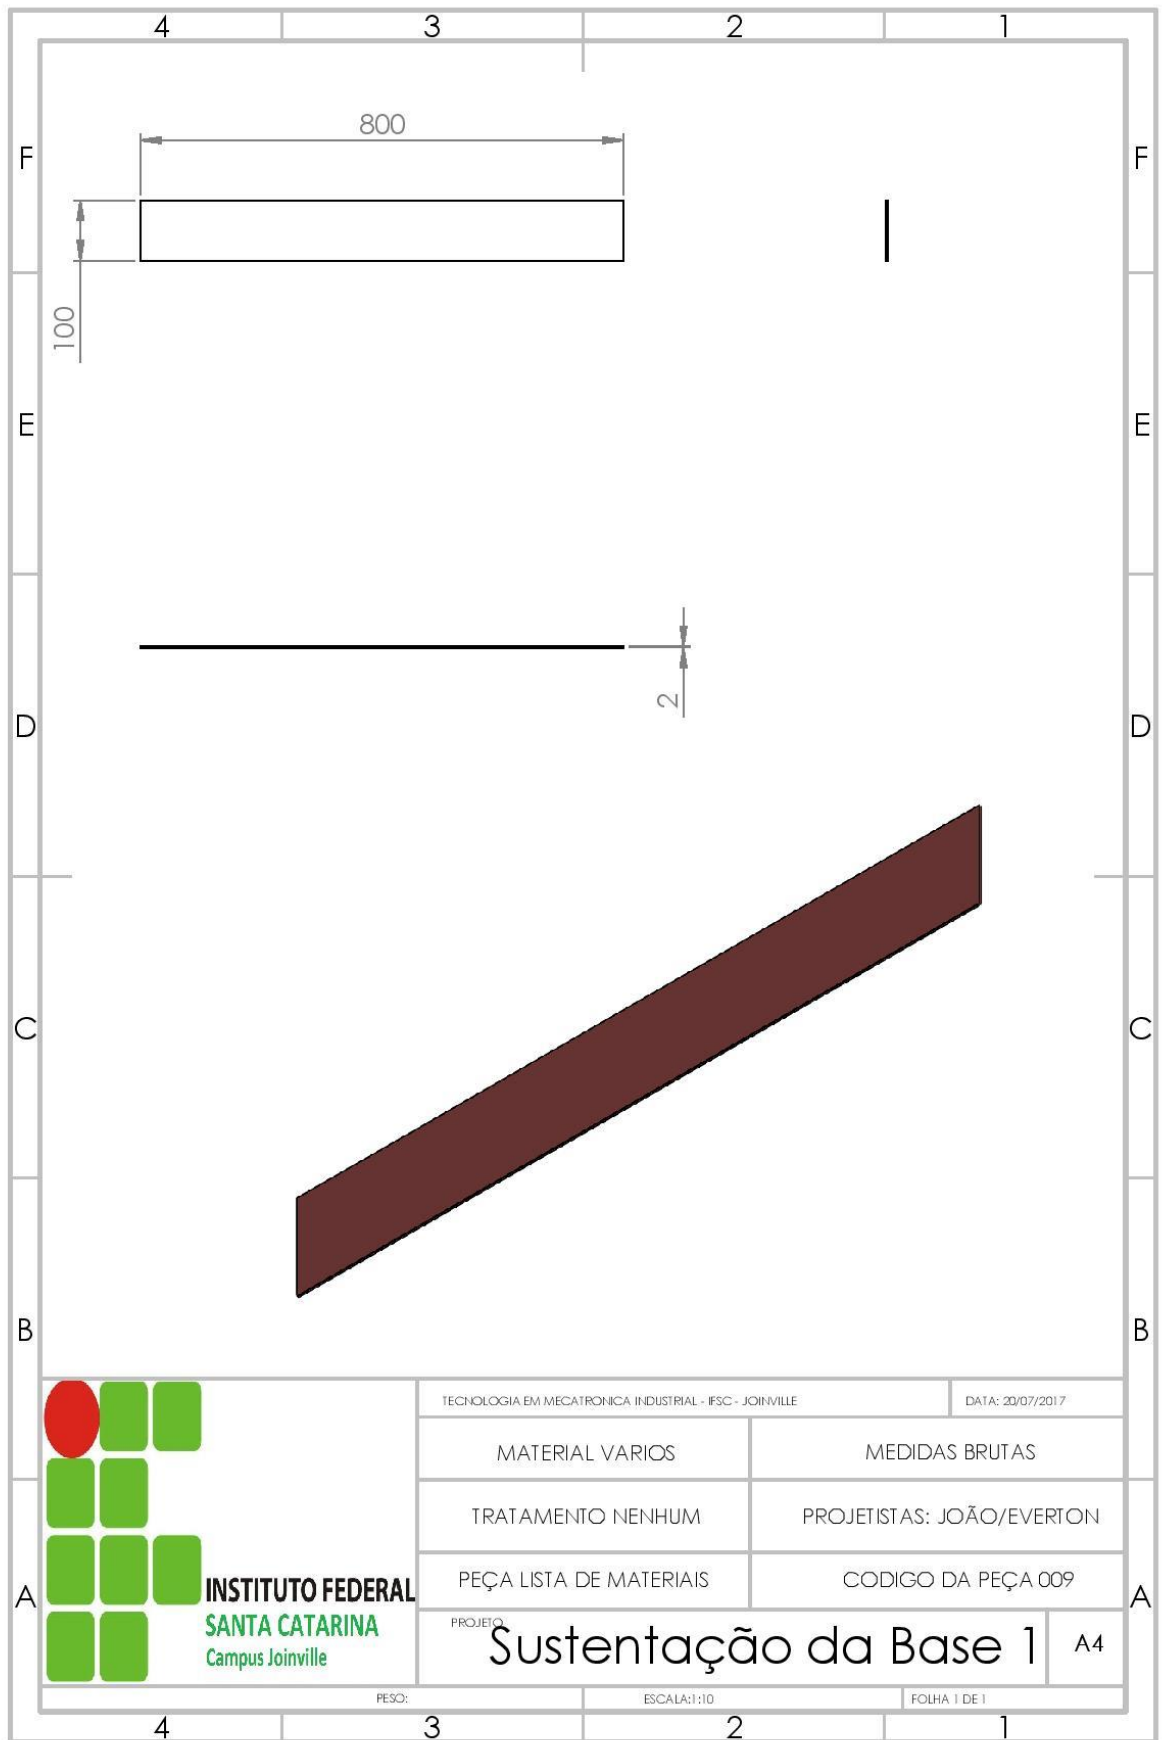 4 3 2 1
800
F F
100
E E
2
D D
C C
B B
TECNOLOGIA EM MECATRONICA INDUSTRIAL - IFSC - JOINVILLE DATA: 20/07/2017
MATERIAL VARIOS MEDIDAS BRUTAS
TRATAMENTO NENHUM PROJETISTAS: JOÃO/EVERTON
PEÇA LISTA DE MATERIAIS CODIGO DA PEÇA 009
A A
INSTITUTO FEDERAL
SANTA CATARINA
Campus Joinville
PROJETO
Sustentação da Base 1 A4
PESO: ESCALA:1:10 FOLHA 1 DE 1
4 3 2 1